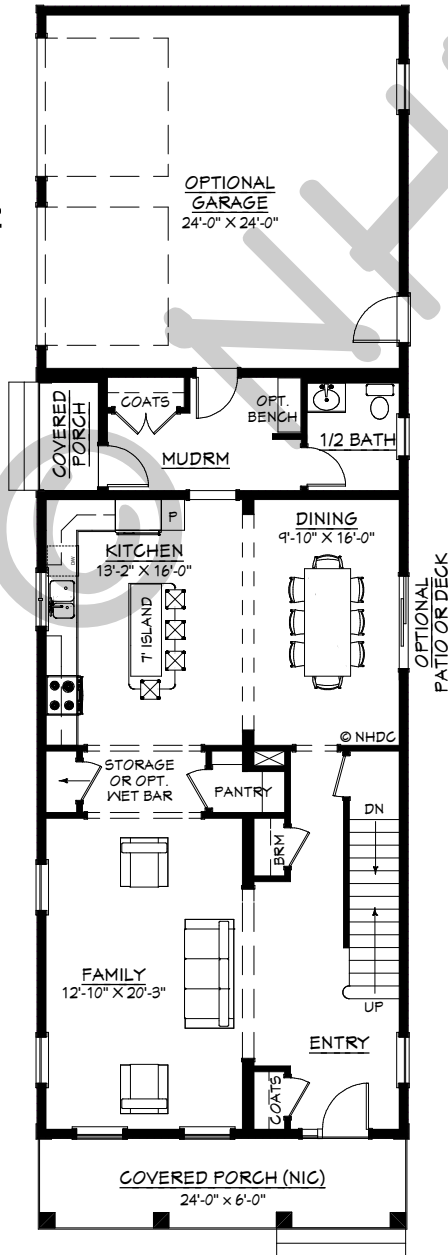 OPTIONAL
GARAGE
24'-0" X 24'-0"
COVERED
PORCH
COATS
OPT.
BENCH
MUDRM
1/2 BATH
P
DW
KITCHEN
13'-2" X 16'-0"
DINING
9'-10" X 16'-0"
7' ISLAND
OPTIONAL
PATIO OR DECK
© NHDC
STORAGE
OR OPT.
WET BAR
PANTRY
BRM
DN
UP
FAMILY
12'-10" X 20'-3"
ENTRY
COATS
COVERED PORCH (NIC)
24'-0" X 6'-0"
© NH